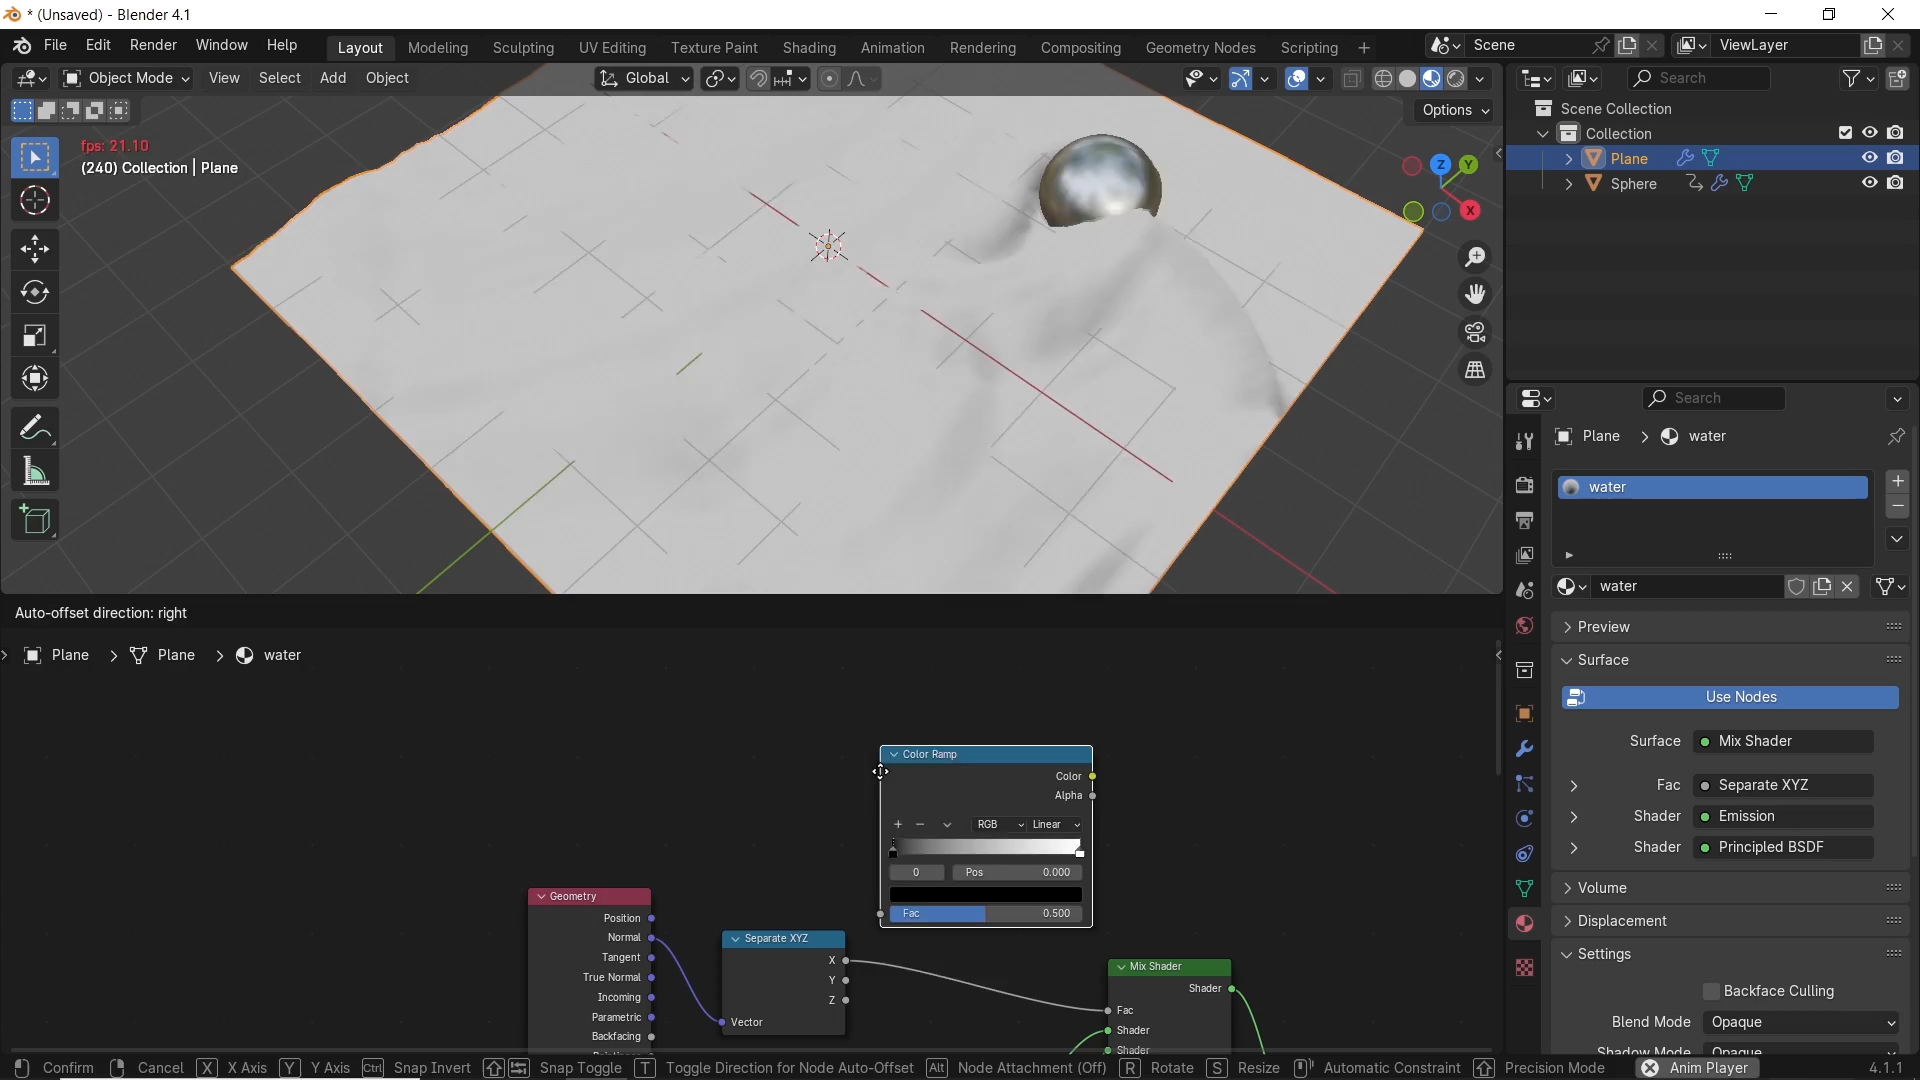 * (Unsaved) - Blender 4.1
File Edit Render Window Help
Layout Modeling Sculpting UV Editing Texture Paint Shading Animation Rendering Compositing Geometry Nodes Scripting +
Scene
ViewLayer
Object Mode View Select Add Object
Global
Search
Options
Scene Collection
Collection
Plane
Sphere
fps: 21.10
(240) Collection | Plane
Z
Y
X
Search
Plane > water
water
water
Preview
Surface
Use Nodes
Surface Mix Shader
Fac Separate XYZ
Shader Emission
Shader Principled BSDF
Volume
Displacement
Settings
Backface Culling
Blend Mode Opaque
Shadow Mode Opaque
Auto-offset direction: right
Plane > Plane > water
Color Ramp
Color
Alpha
RGB Linear
0 Pos 0.000
Fac 0.500
Geometry
Position
Normal
Tangent
True Normal
Incoming
Parametric
Backfacing
Separate XYZ
X
Y
Z
Vector
Mix Shader
Shader
Fac
Shader
Shader
Confirm Cancel X X Axis Y Y Axis Ctrl Snap Invert Snap Toggle T Toggle Direction for Node Auto-Offset Alt Node Attachment (Off) R Rotate S Resize Automatic Constraint Precision Mode Anim Player 4.1.1